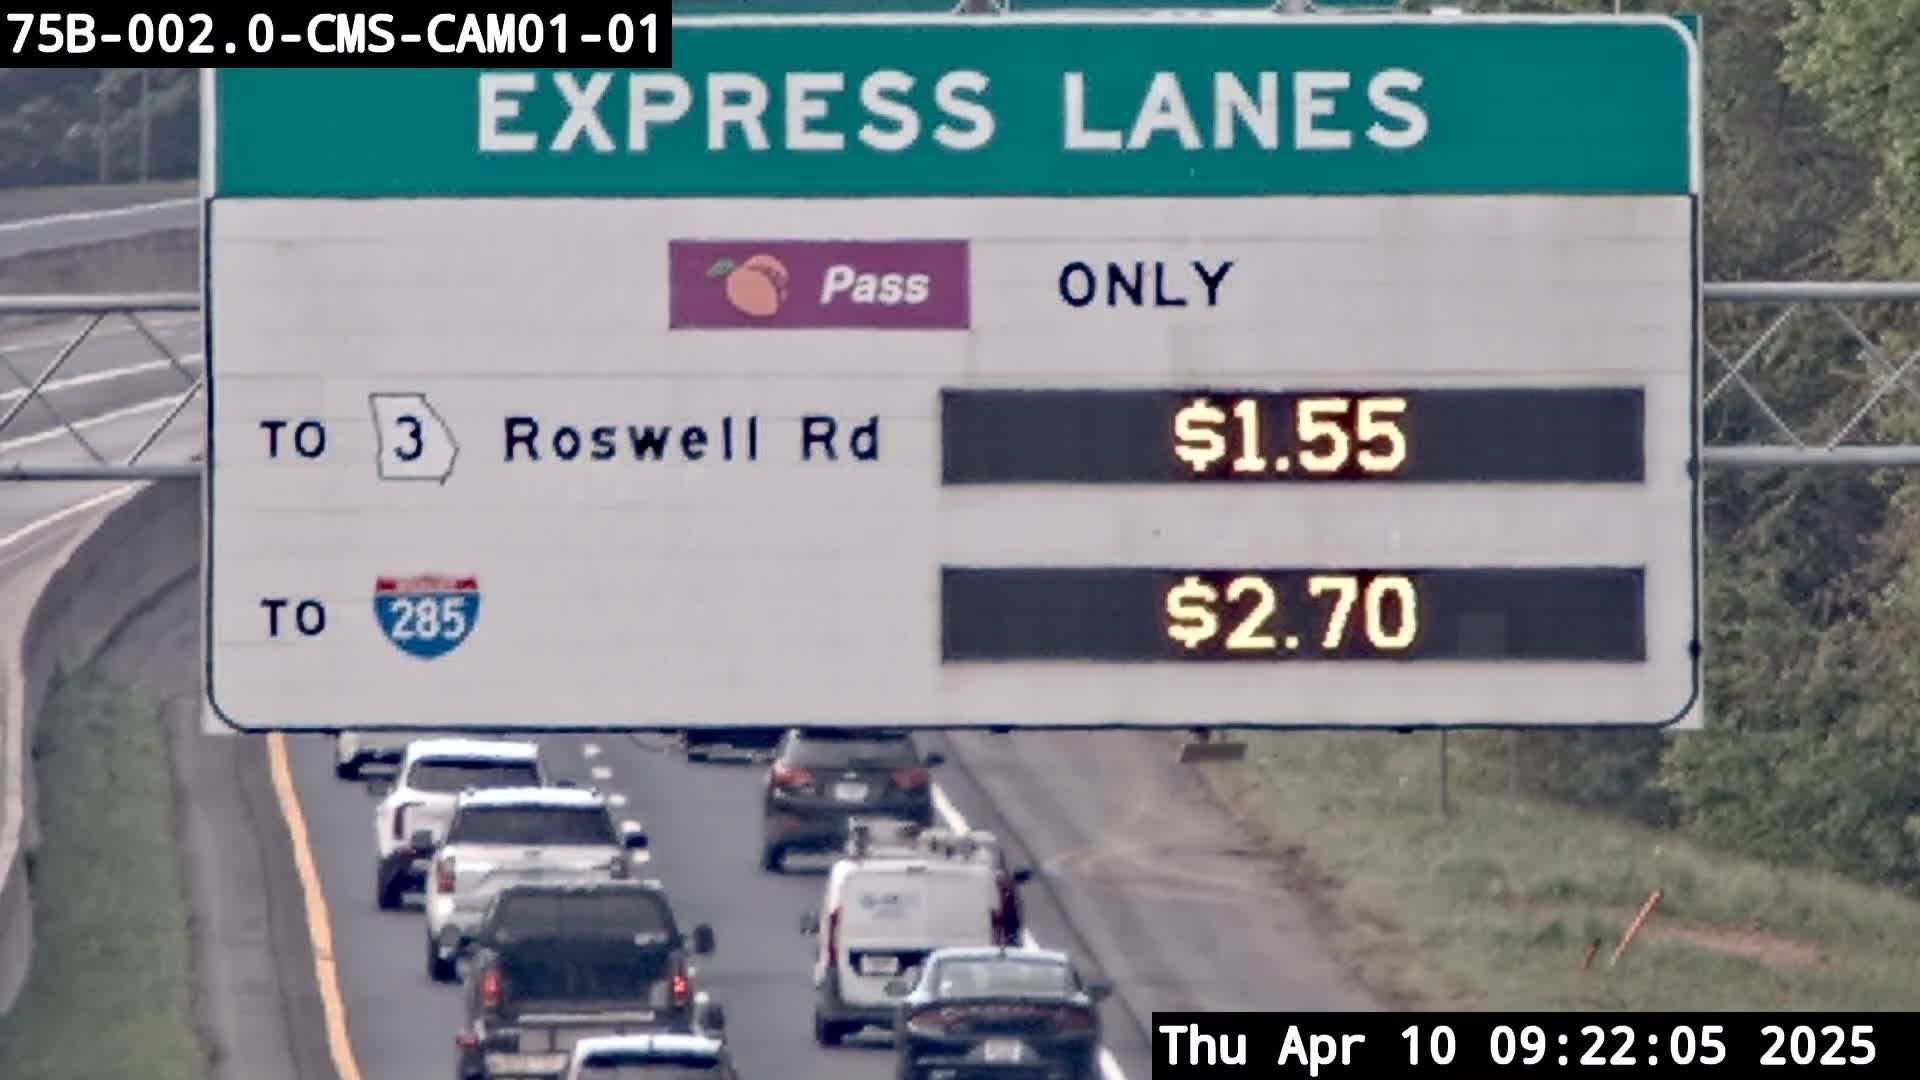 75B-002.0-CMS-CAM01-01
EXPRESS LANES
Pass ONLY
TO 3 Roswell Rd $1.55
TO 285 $2.70
Thu Apr 10 09:22:05 2025